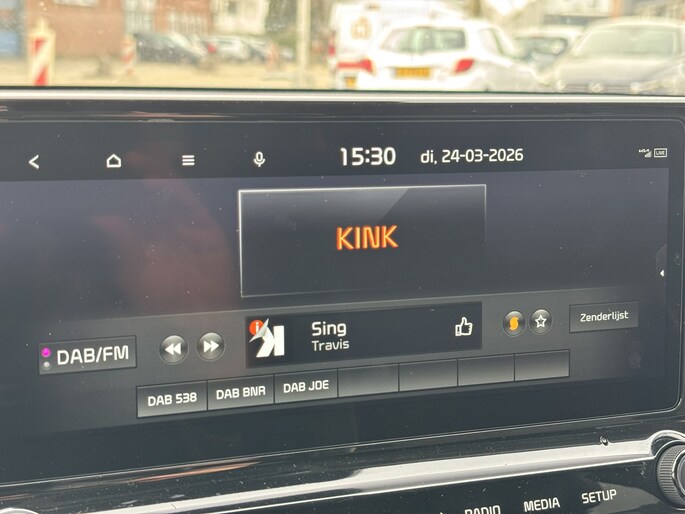 15:30 di, 24-03-2026
LIVE
KINK
Sing
Travis
Zenderlijst
DAB/FM
DAB 538 DAB BNR DAB JOE
RADIO MEDIA SETUP